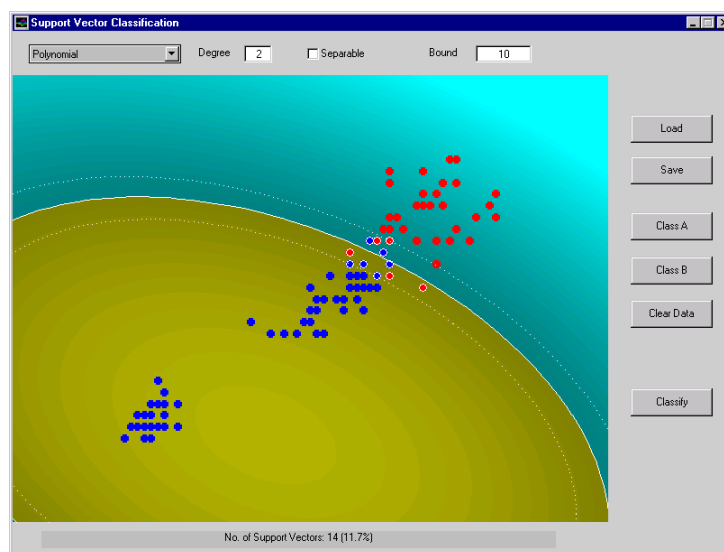 Support Vector Classification
Polynomial Degree 2 Separable Bound 10
Load
Save
Class A
Class B
Clear Data
Classify
No. of Support Vectors: 14 (11.7%)